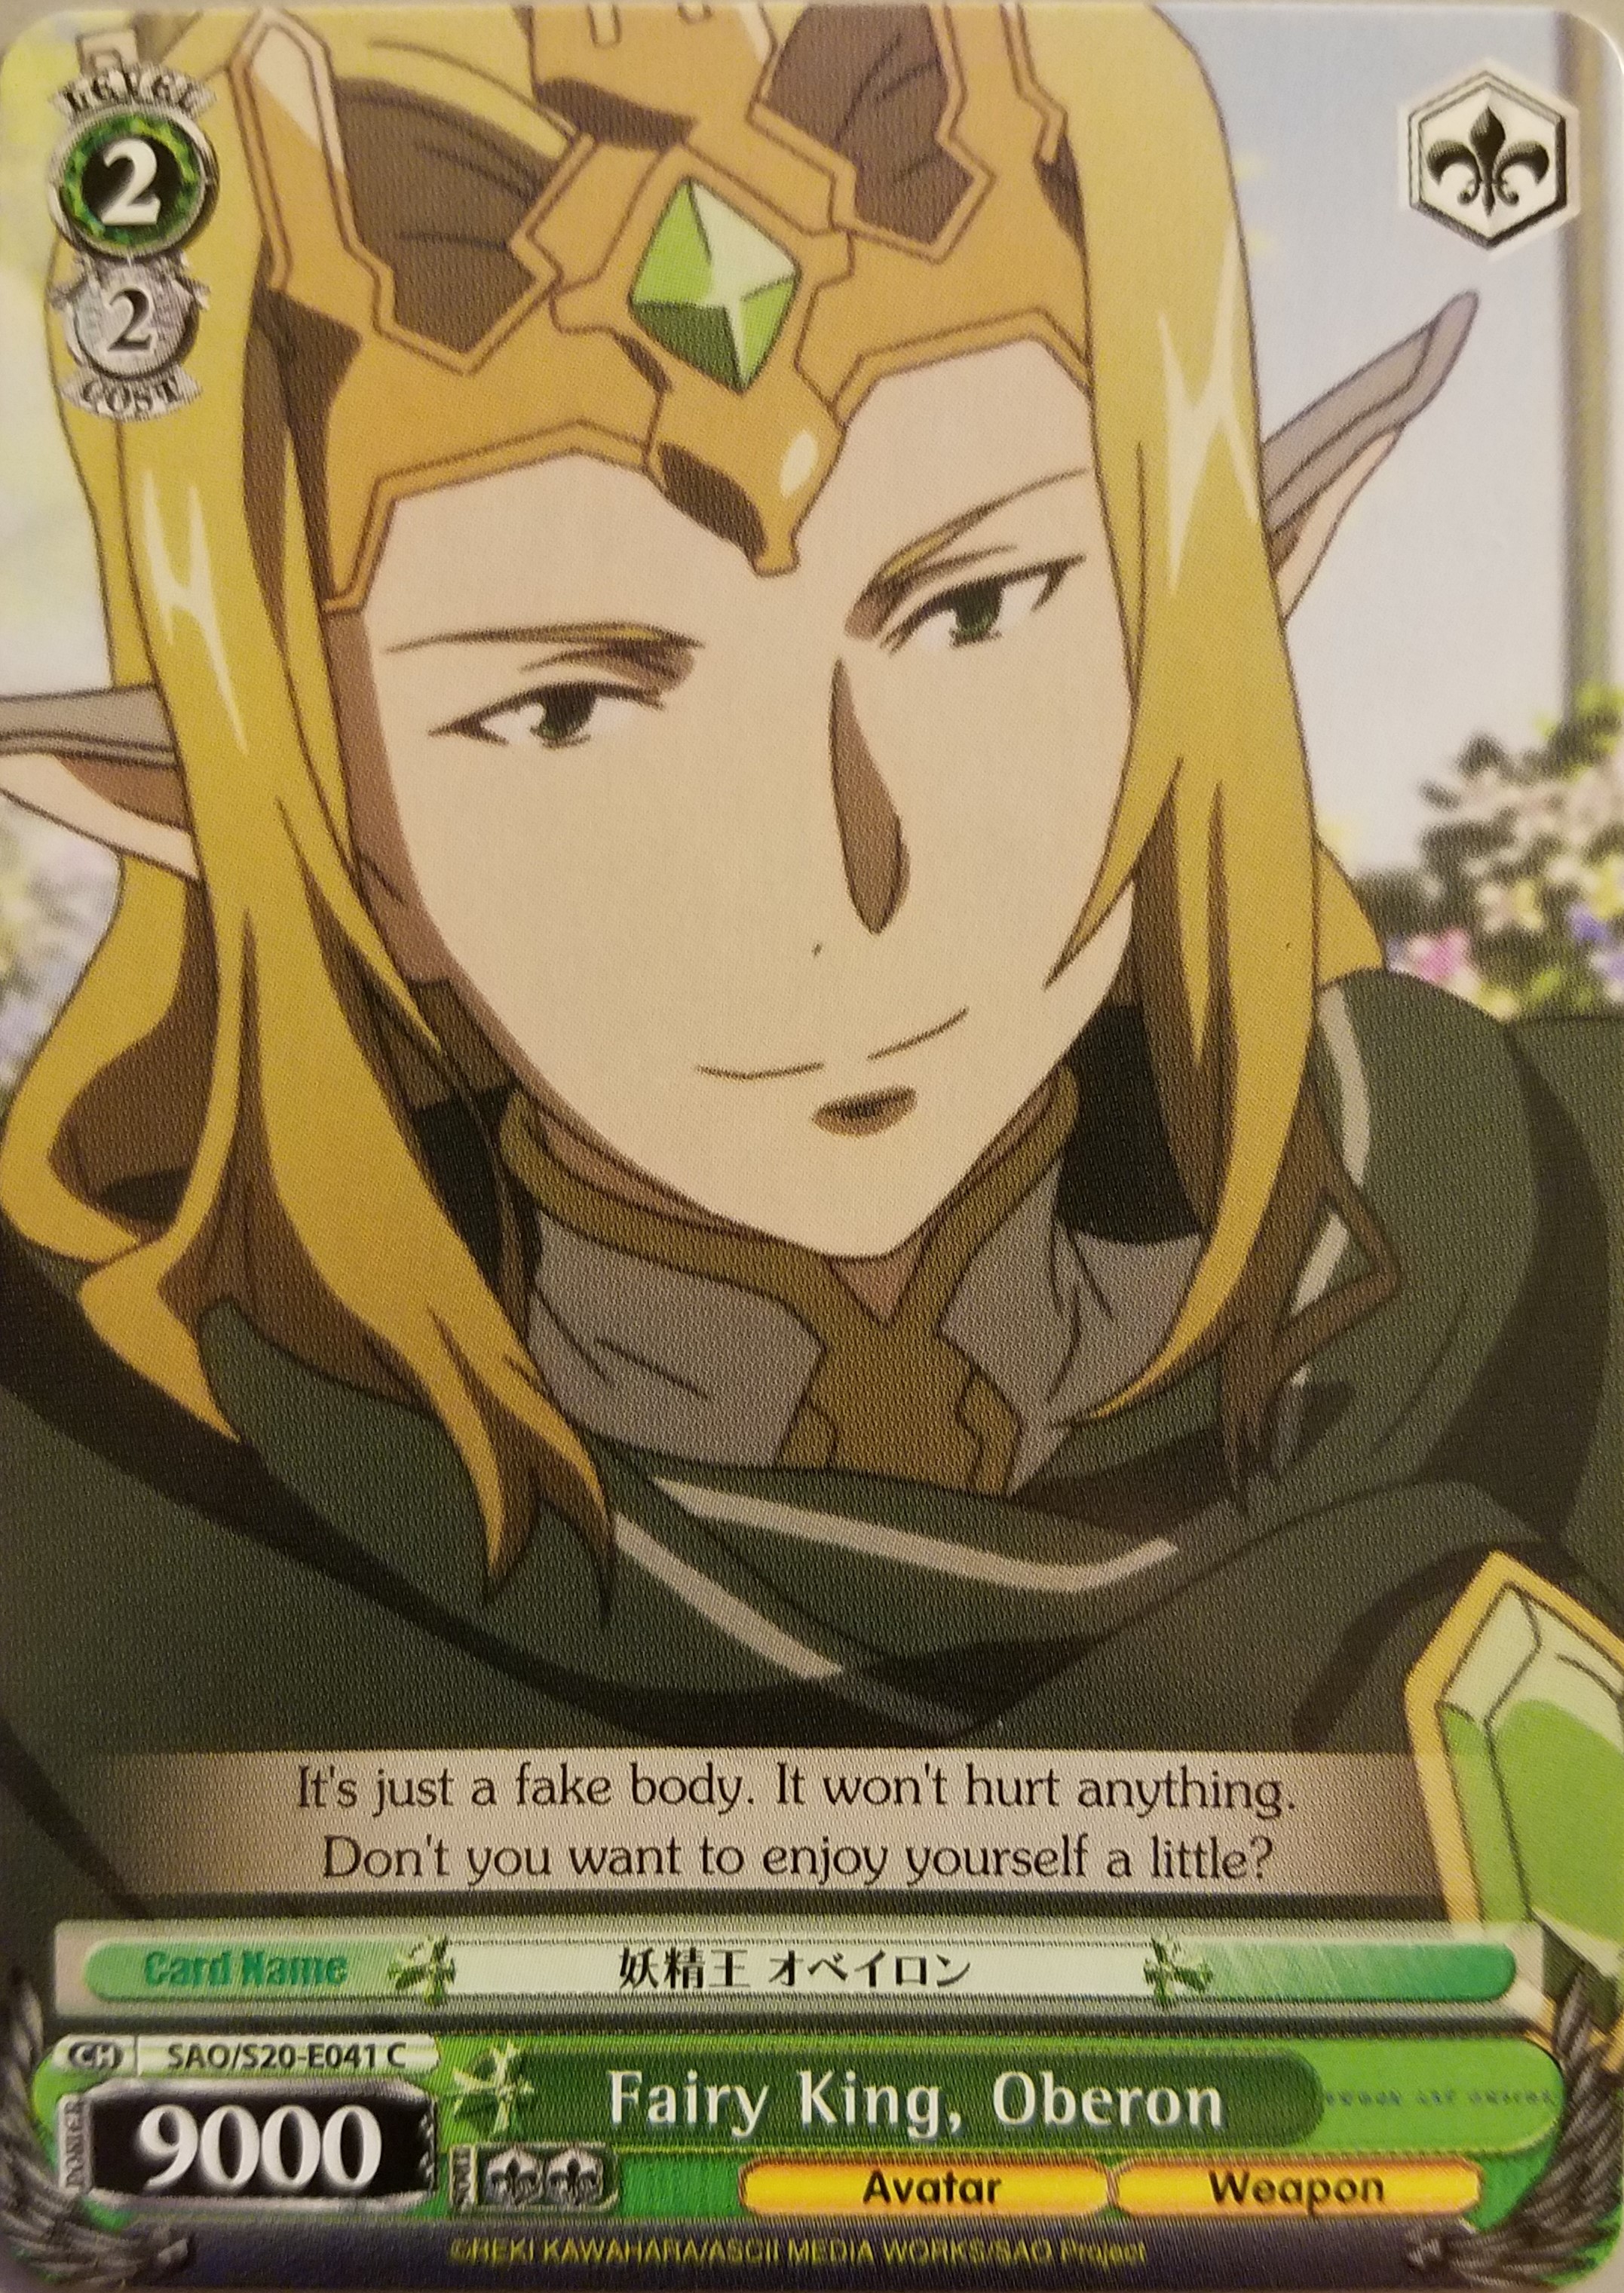 LEVEL
2
2
COST
It's just a fake body. It won't hurt anything.
Don't you want to enjoy yourself a little?
Card Name
妖精王 オベイロン
CH SAO/S20-E041 C
Fairy King, Oberon
POWER 9000
SOUL
Avatar Weapon
©REKI KAWAHARA/ASCII MEDIA WORKS/SAO Project